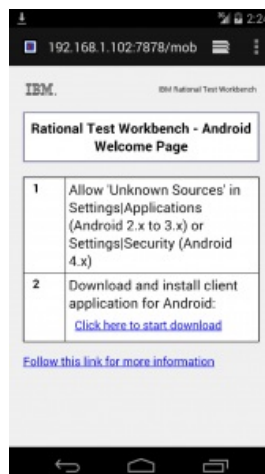 2:24
192.168.1.102:7878/mob
IBM.
IBM Rational Test Workbench
Rational Test Workbench - Android
Welcome Page
1
Allow 'Unknown Sources' in
Settings|Applications
(Android 2.x to 3.x) or
Settings|Security (Android
4.x)
2
Download and install client
application for Android:
Click here to start download
Follow this link for more information